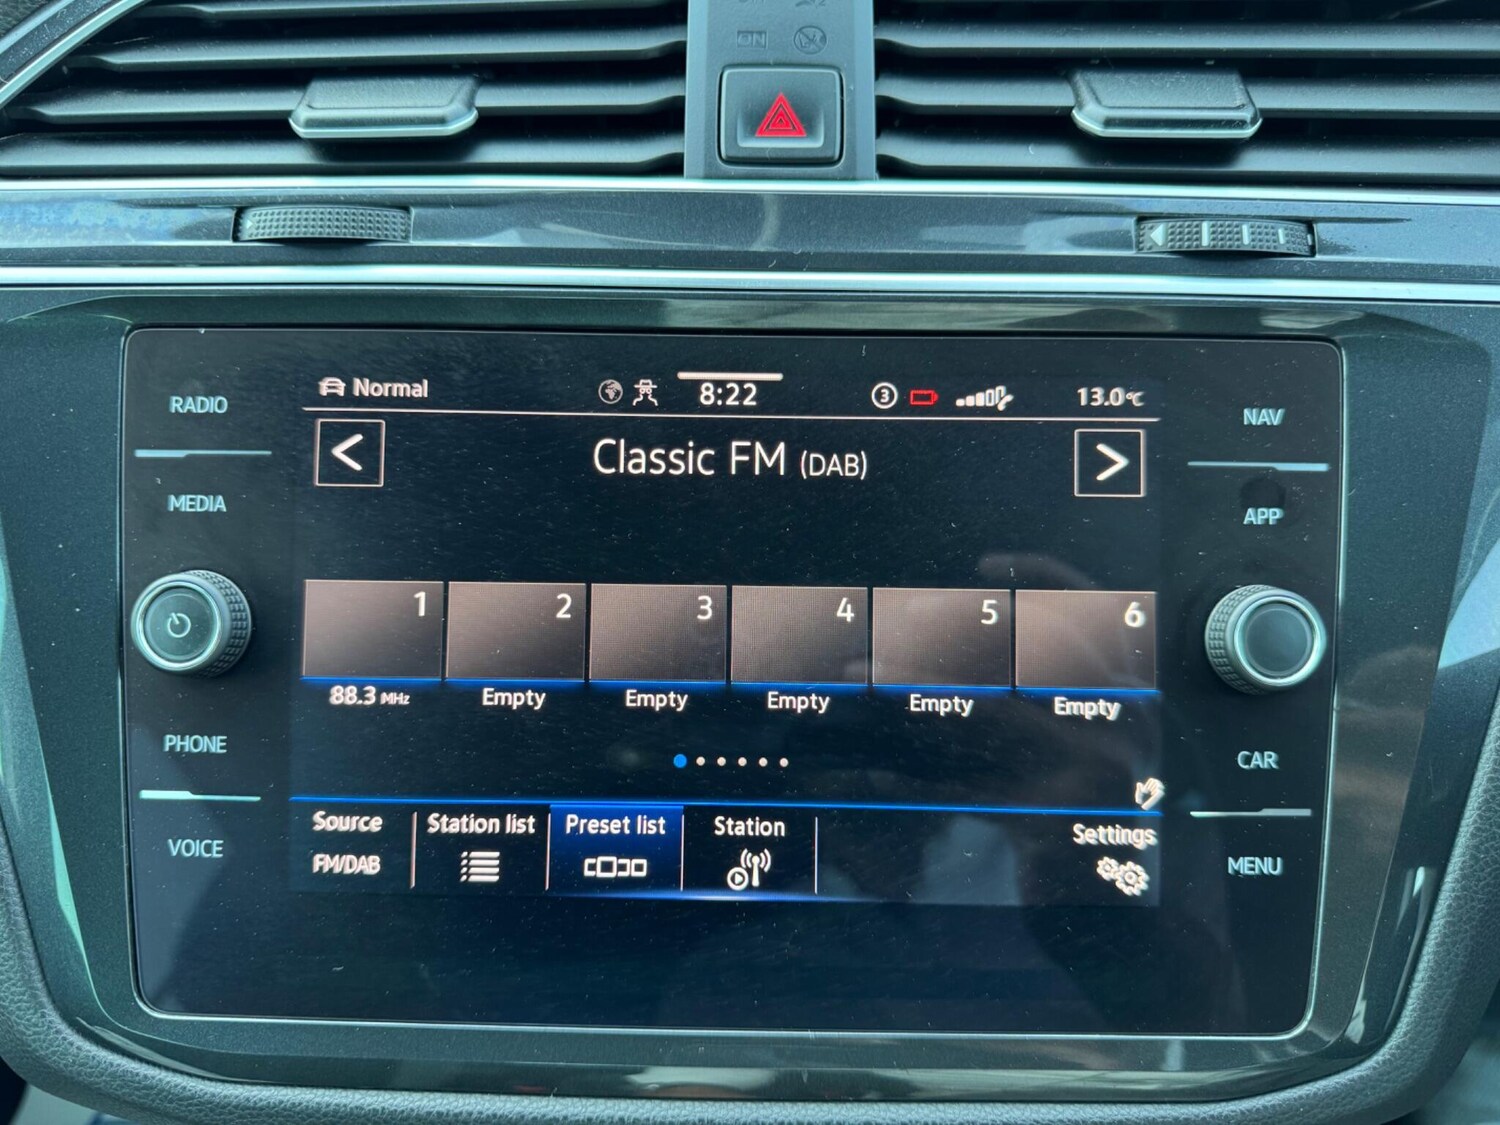 ON
RADIO
MEDIA
PHONE
VOICE
Normal
8:22
3
13.0°C
Classic FM (DAB)
1 2 3 4 5 6
88.3 MHz Empty Empty Empty Empty Empty
Source
FM/DAB
Station list
Preset list
Station
Settings
NAV
APP
CAR
MENU